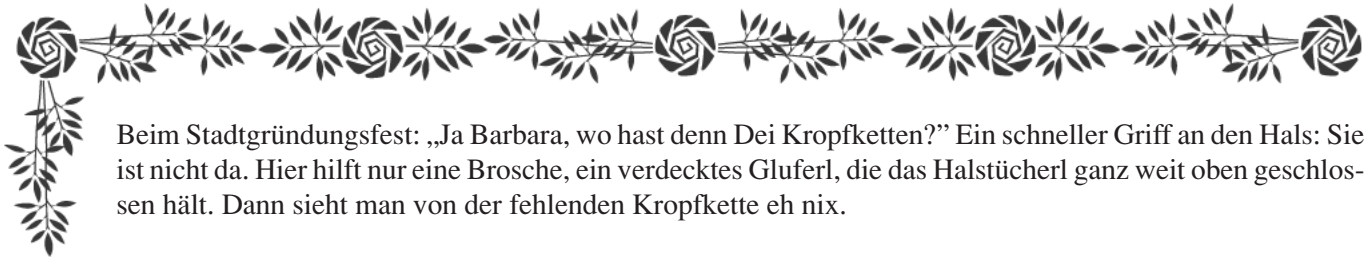 Beim Stadtgründungsfest: „Ja Barbara, wo hast denn Dei Kropfketten?” Ein schneller Griff an den Hals: Sie
ist nicht da. Hier hilft nur eine Brosche, ein verdecktes Gluferl, die das Halstücherl ganz weit oben geschlos-
sen hält. Dann sieht man von der fehlenden Kropfkette eh nix.